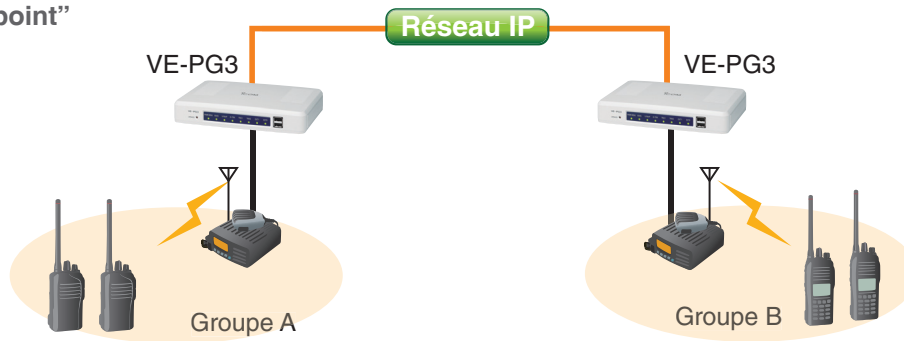 point”
Réseau IP
VE-PG3
VE-PG3
Groupe A
Groupe B